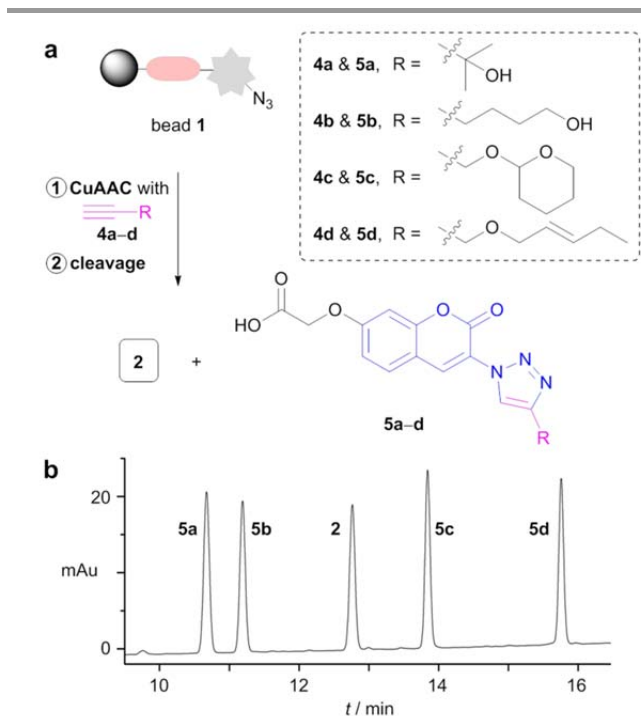 a
bead 1
N3
① CuAAC with
R
4a–d
② cleavage
4a & 5a, R =
OH
4b & 5b, R =
OH
4c & 5c, R =
O
O
4d & 5d, R =
O
2
+
O
HO
O
O
O
N
N
N
R
5a–d
b
20
0
mAu
5a
5b
2
5c
5d
10
12
14
16
t / min